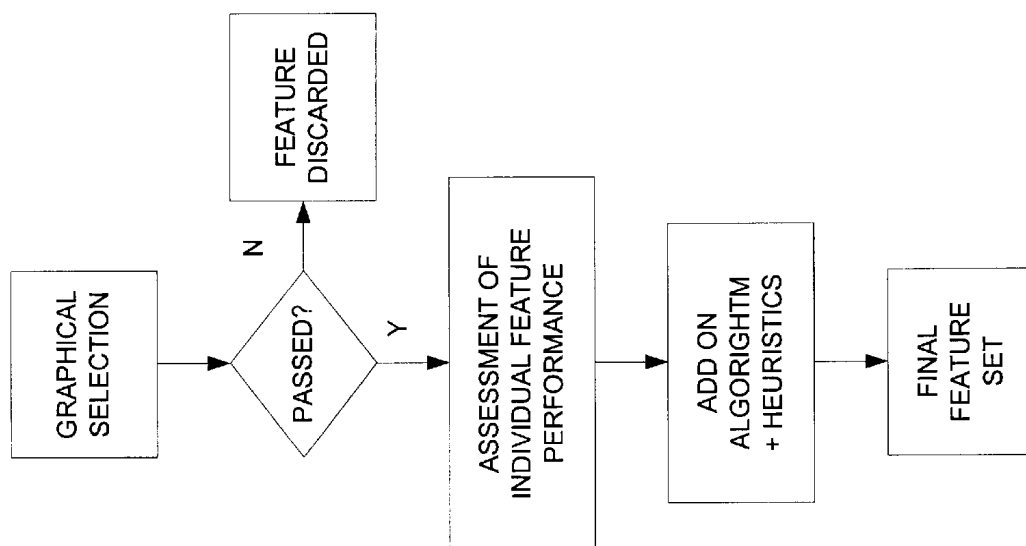 GRAPHICAL
SELECTION
PASSED?
N
FEATURE
DISCARDED
Y
ASSESSMENT OF
INDIVIDUAL FEATURE
PERFORMANCE
ADD ON
ALGORIGHTM
+ HEURISTICS
FINAL
FEATURE
SET